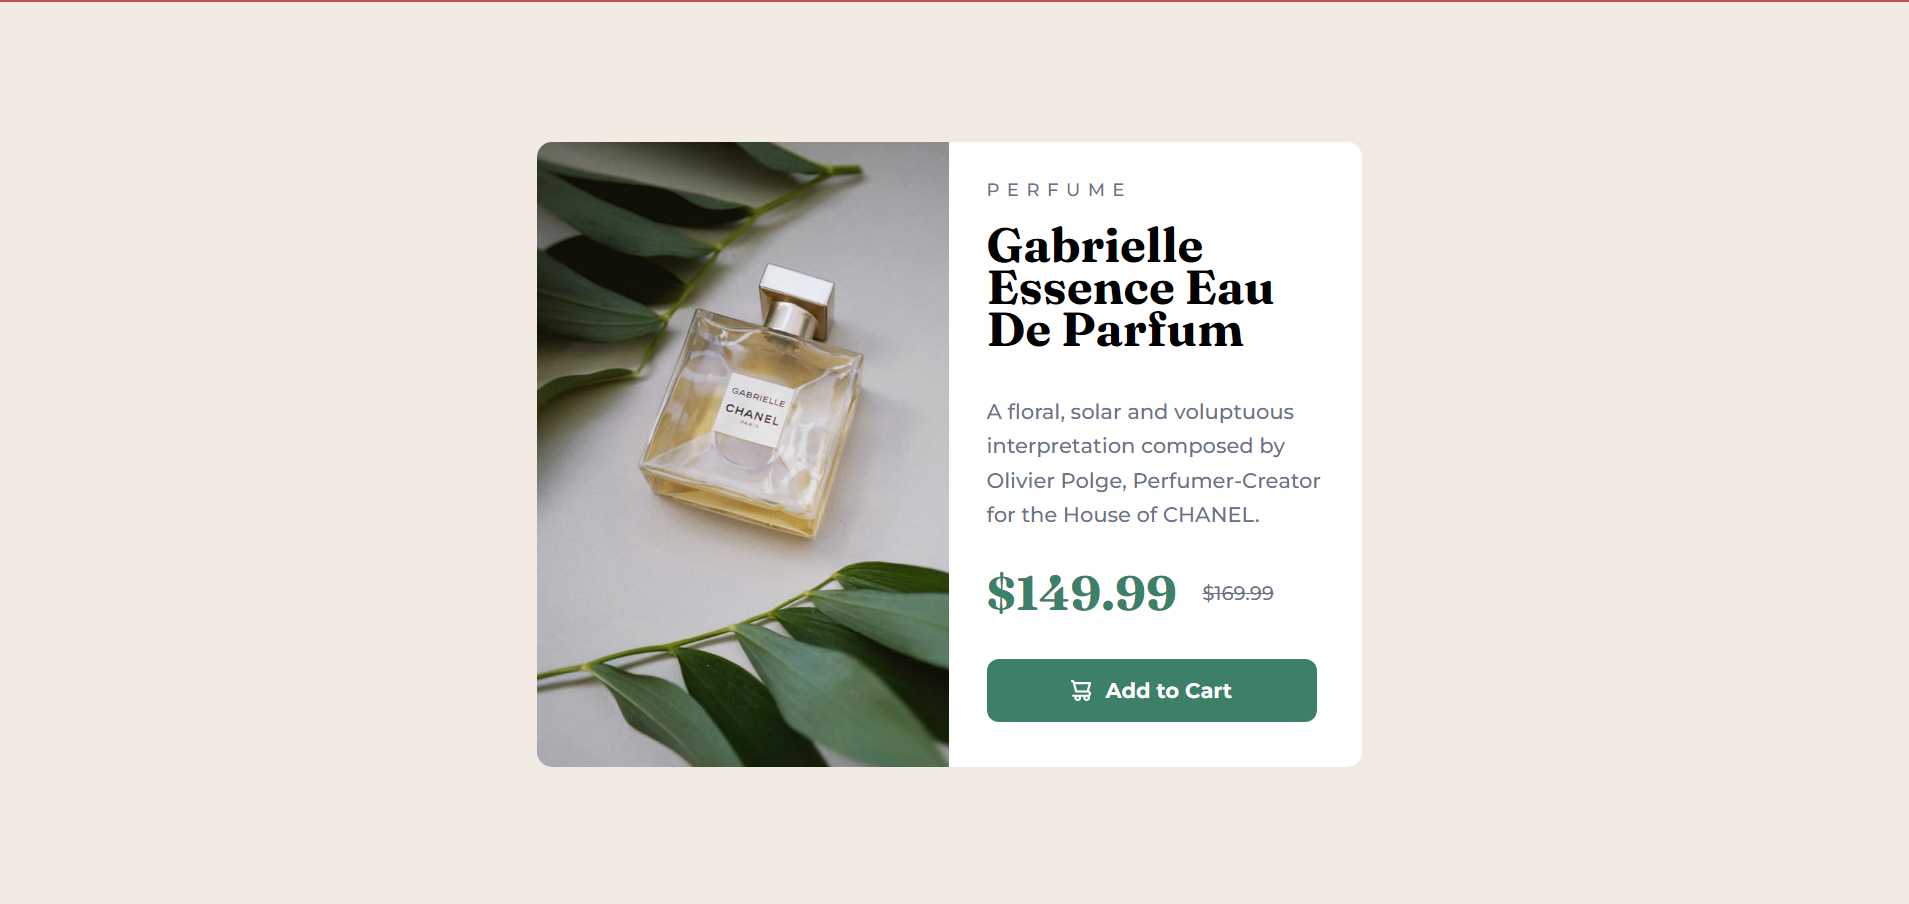 GABRIELLE
CHANEL
PARIS
PERFUME
Gabrielle
Essence Eau
De Parfum
A floral, solar and voluptuous
interpretation composed by
Olivier Polge, Perfumer-Creator
for the House of CHANEL.
$149.99 $169.99
Add to Cart